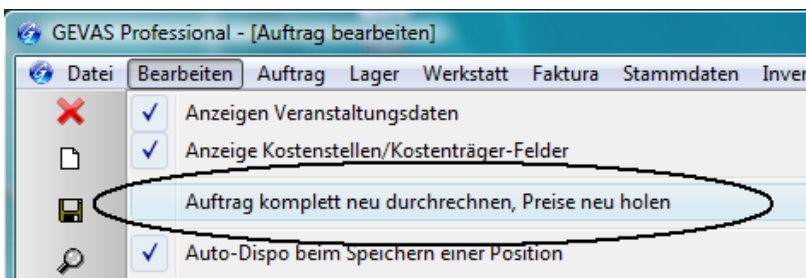 GEVAS Professional - [Auftrag bearbeiten]
Datei Bearbeiten Auftrag Lager Werkstatt Faktura Stammdaten
Anzeigen Veranstaltungsdaten
Anzeige Kostenstellen/Kostenträger-Felder
Auftrag komplett neu durchrechnen, Preise neu holen
Auto-Dispo beim Speichern einer Position